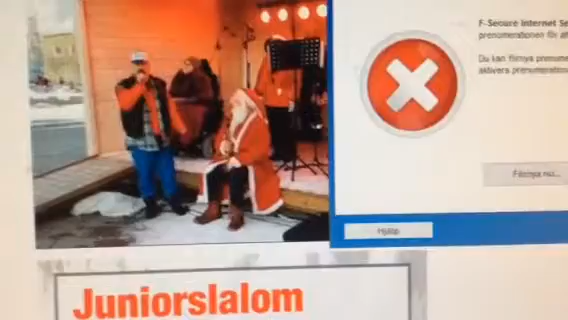 F-Secure Internet Se
prenumerationen för att
Du kan förnya prenume
aktivera prenumeration
Förnya nu...
Hjälp
Juniorslalom